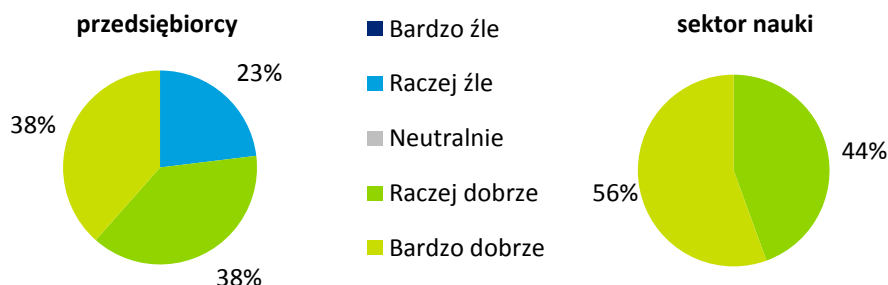 przedsiębiorcy
23%
38%
38%
Bardzo źle
Raczej źle
Neutralnie
Raczej dobrze
Bardzo dobrze
sektor nauki
44%
56%